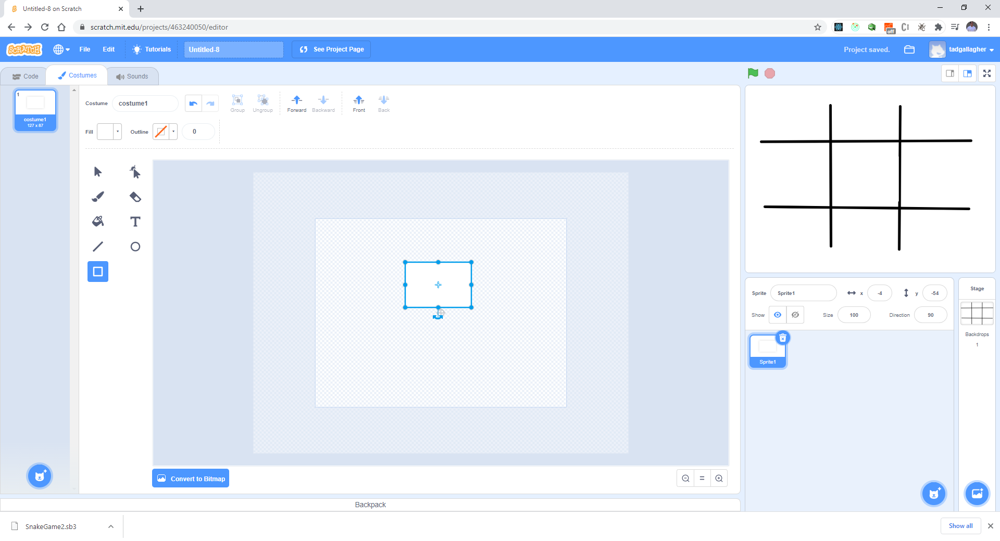 Untitled-8 on Scratch
scratch.mit.edu/projects/463240050/editor
off
SCRATCH
File
Edit
Tutorials
Untitled-8
See Project Page
Project saved.
tadgallagher
Code
Costumes
Sounds
1
costume1
127 x 87
Costume
costume1
Group
Ungroup
Forward
Backward
Front
Back
Fill
Outline
0
Convert to Bitmap
Backpack
Sprite
Sprite1
x
-4
y
-54
Show
Size
100
Direction
90
Sprite1
Stage
Backdrops
1
SnakeGame2.sb3
Show all